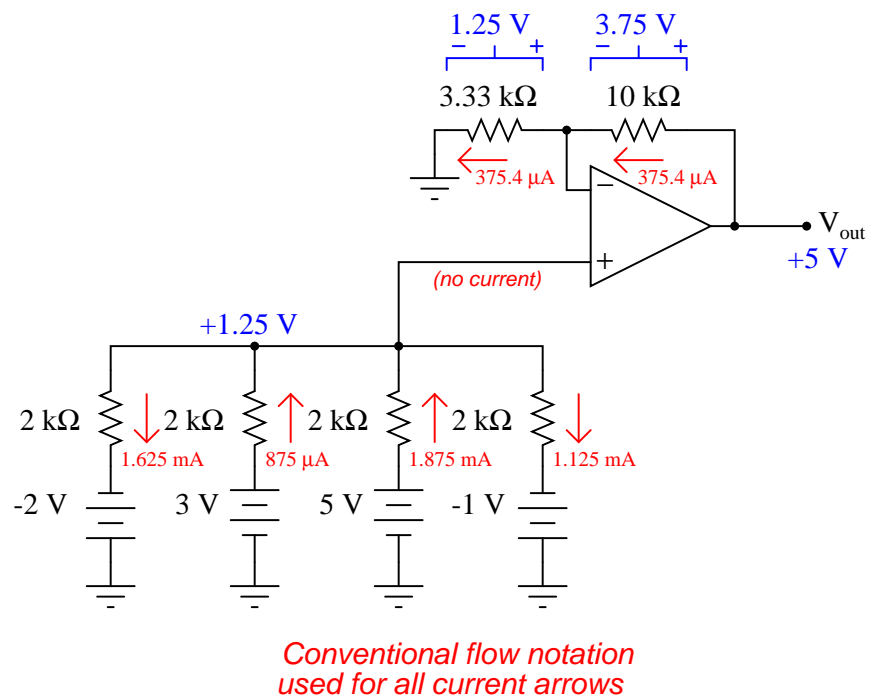 1.25 V 3.75 V
− + − +
3.33 kΩ 10 kΩ
375.4 µA 375.4 µA
−
V_out
+5 V
+
(no current)
+1.25 V
2 kΩ 2 kΩ 2 kΩ 2 kΩ
1.625 mA 875 µA 1.875 mA 1.125 mA
-2 V 3 V 5 V -1 V
Conventional flow notation
used for all current arrows